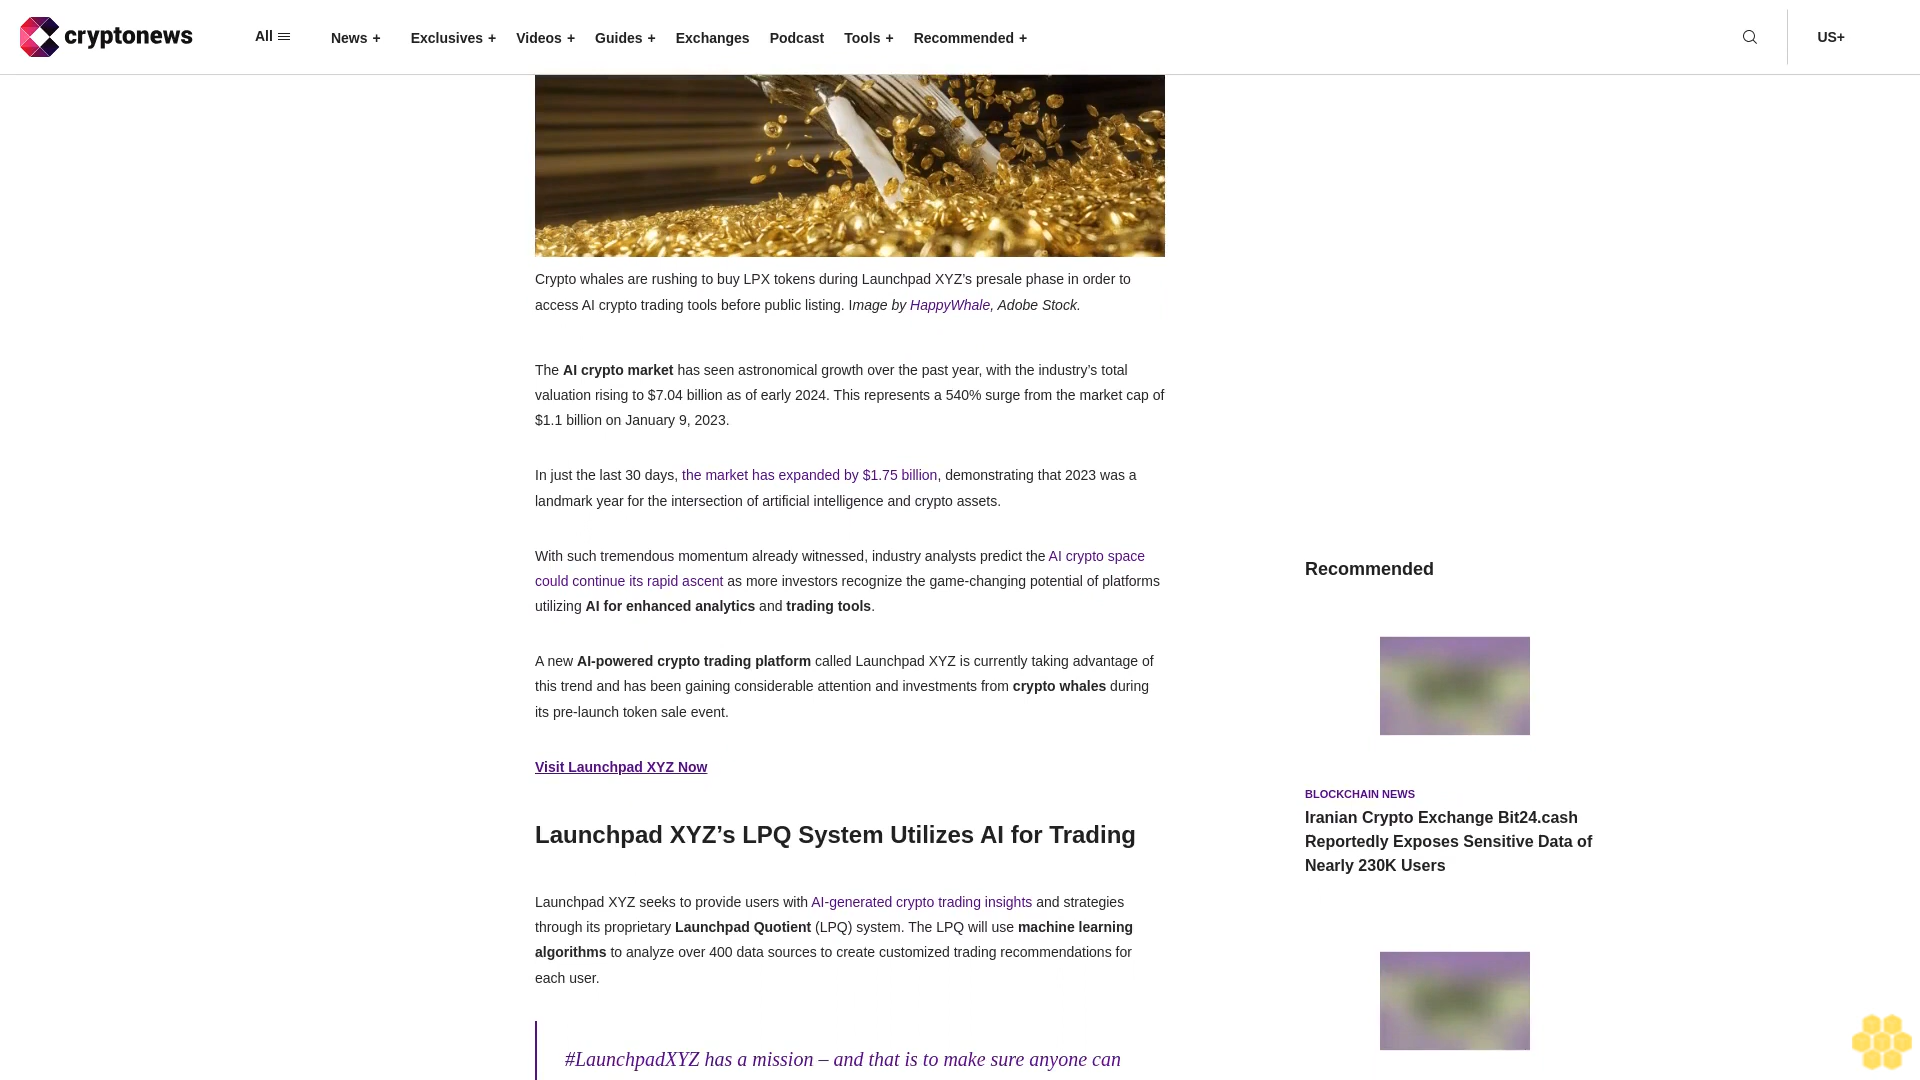 cryptonews
All
News +
Exclusives +
Videos +
Guides +
Exchanges
Podcast
Tools +
Recommended +
US+
Crypto whales are rushing to buy LPX tokens during Launchpad XYZ’s presale phase in order to
access AI crypto trading tools before public listing. Image by HappyWhale, Adobe Stock.
The AI crypto market has seen astronomical growth over the past year, with the industry’s total
valuation rising to $7.04 billion as of early 2024. This represents a 540% surge from the market cap of
$1.1 billion on January 9, 2023.
In just the last 30 days, the market has expanded by $1.75 billion, demonstrating that 2023 was a
landmark year for the intersection of artificial intelligence and crypto assets.
With such tremendous momentum already witnessed, industry analysts predict the AI crypto space
could continue its rapid ascent as more investors recognize the game-changing potential of platforms
utilizing AI for enhanced analytics and trading tools.
A new AI-powered crypto trading platform called Launchpad XYZ is currently taking advantage of
this trend and has been gaining considerable attention and investments from crypto whales during
its pre-launch token sale event.
Visit Launchpad XYZ Now
Launchpad XYZ’s LPQ System Utilizes AI for Trading
Launchpad XYZ seeks to provide users with AI-generated crypto trading insights and strategies
through its proprietary Launchpad Quotient (LPQ) system. The LPQ will use machine learning
algorithms to analyze over 400 data sources to create customized trading recommendations for
each user.
#LaunchpadXYZ has a mission – and that is to make sure anyone can
Recommended
BLOCKCHAIN NEWS
Iranian Crypto Exchange Bit24.cash
Reportedly Exposes Sensitive Data of
Nearly 230K Users